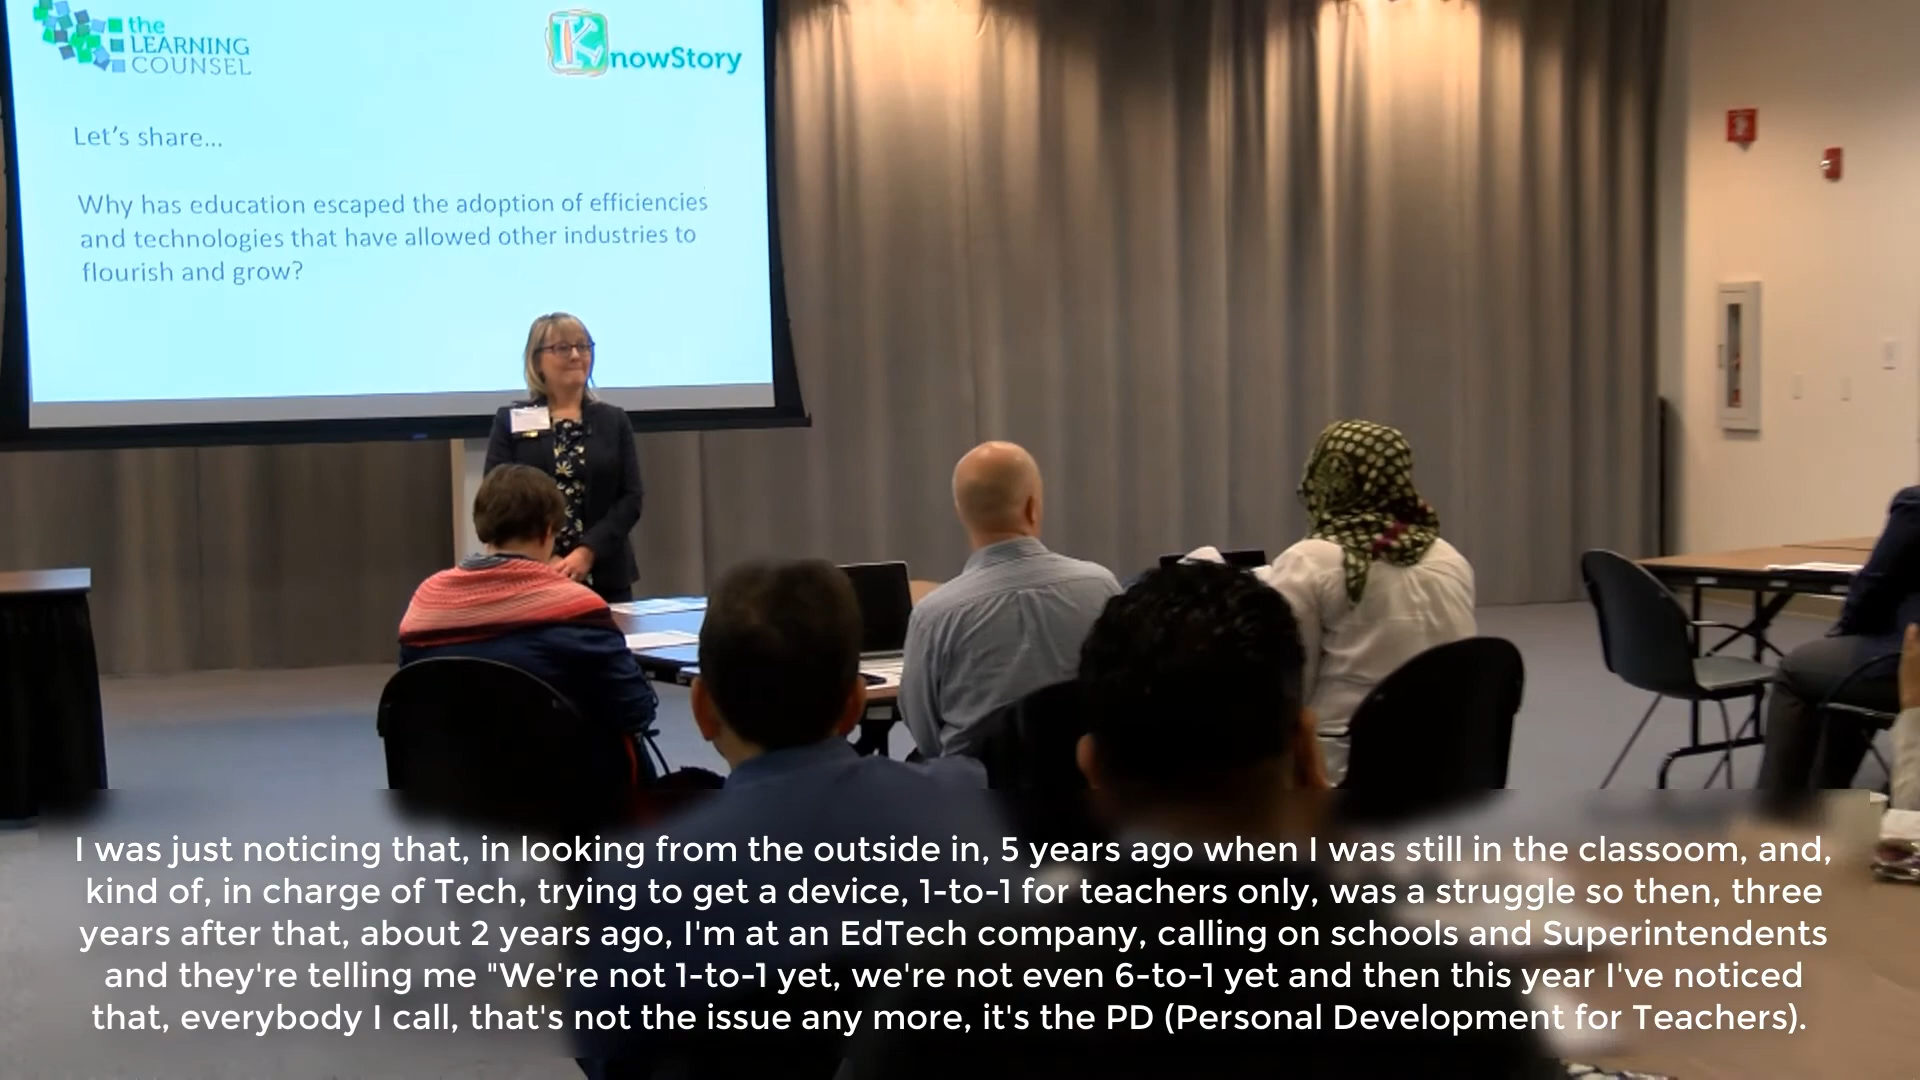 the
LEARNING
COUNSEL
KnowStory
Let's share...
Why has education escaped the adoption of efficiencies
and technologies that have allowed other industries to
flourish and grow?
I was just noticing that, in looking from the outside in, 5 years ago when I was still in the classoom, and,
kind of, in charge of Tech, trying to get a device, 1-to-1 for teachers only, was a struggle so then, three
years after that, about 2 years ago, I'm at an EdTech company, calling on schools and Superintendents
and they're telling me "We're not 1-to-1 yet, we're not even 6-to-1 yet and then this year I've noticed
that, everybody I call, that's not the issue any more, it's the PD (Personal Development for Teachers).